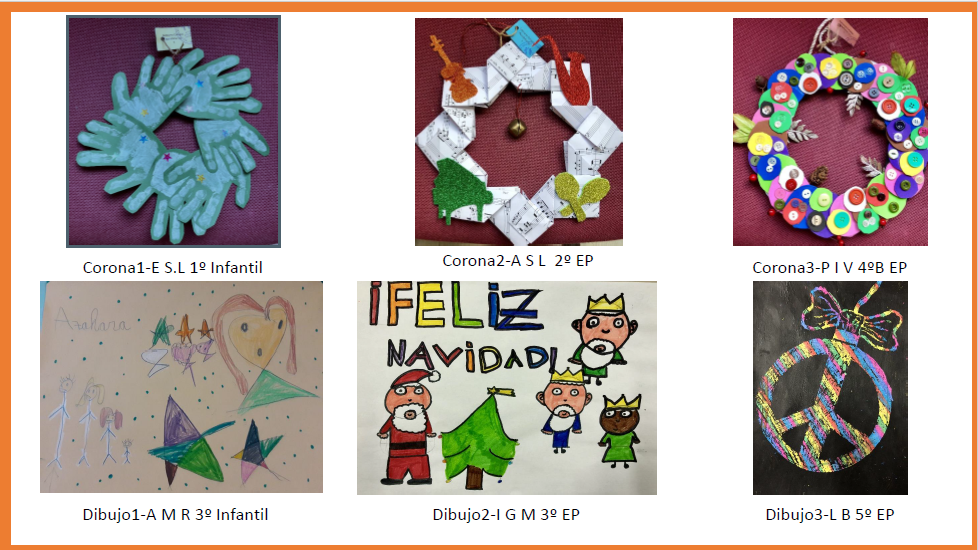 Corona1-E S.L 1º Infantil
Corona2-A S L 2º EP
Corona3-P I V 4ºB EP
Azahara
¡FELIZ
NAVIDAD!
Dibujo1-A M R 3º Infantil
Dibujo2-I G M 3º EP
Dibujo3-L B 5º EP